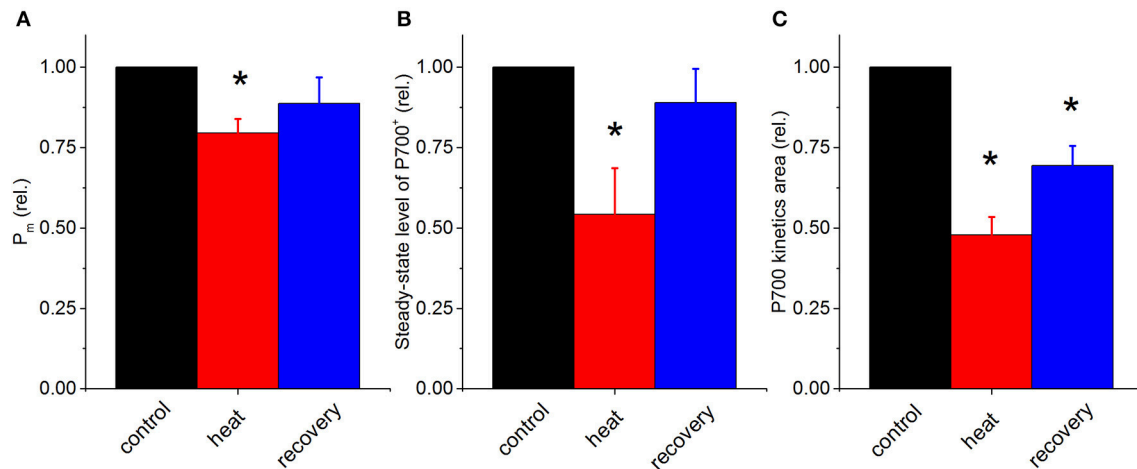 A
P_m (rel.)
1.00
0.75
0.50
0.25
0.00
*
control
heat
recovery
B
Steady-state level of P700⁺ (rel.)
1.00
0.75
0.50
0.25
0.00
*
control
heat
recovery
C
P700 kinetics area (rel.)
1.00
0.75
0.50
0.25
0.00
*
*
control
heat
recovery